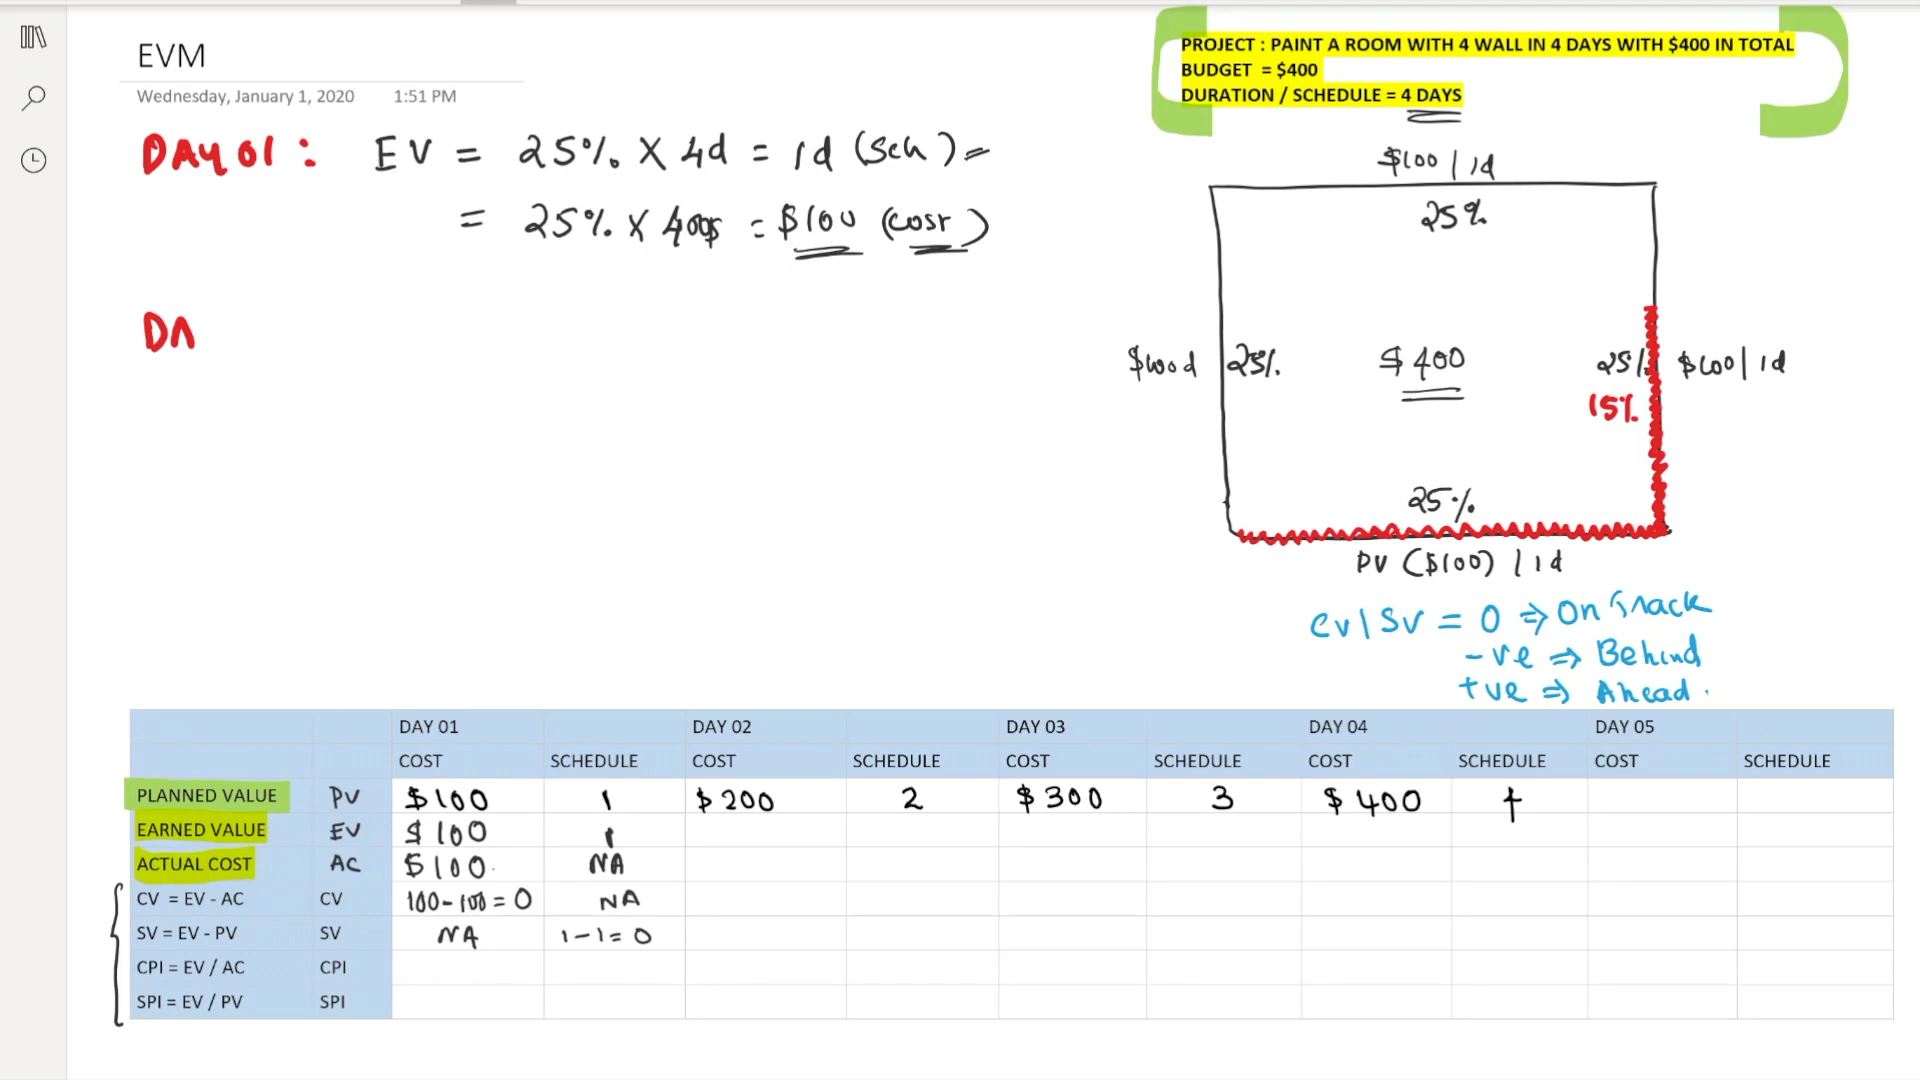 EVM
Wednesday, January 1, 2020 1:51 PM
PROJECT : PAINT A ROOM WITH 4 WALL IN 4 DAYS WITH $400 IN TOTAL
BUDGET = $400
DURATION / SCHEDULE = 4 DAYS
DAY 01 : EV = 25% X 4d = 1d (Sch) =
= 25% X 400$ = $100 (cost)
DA
$100 | 1d
25%
25% $400 25% $100 | 1d
15%
25%
PV ($100) | 1d
CV | SV = 0 => On Track
-ve => Behind
+ve => Ahead.
DAY 01 DAY 02 DAY 03 DAY 04 DAY 05
COST SCHEDULE COST SCHEDULE COST SCHEDULE COST SCHEDULE COST SCHEDULE
PLANNED VALUE PV $100 1 $200 2 $300 3 $400 4
EARNED VALUE EV $100 1
ACTUAL COST AC $100. NA
CV = EV - AC CV 100-100 = 0 NA
SV = EV - PV SV NA 1-1 = 0
CPI = EV / AC CPI
SPI = EV / PV SPI